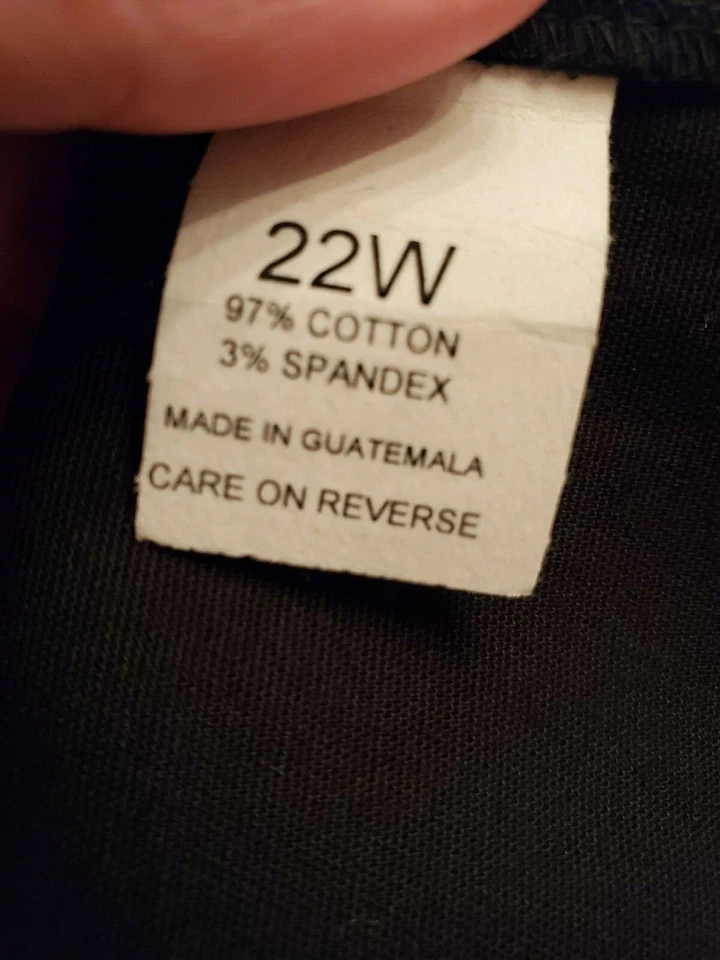 22W
97% COTTON
3% SPANDEX
MADE IN GUATEMALA
CARE ON REVERSE